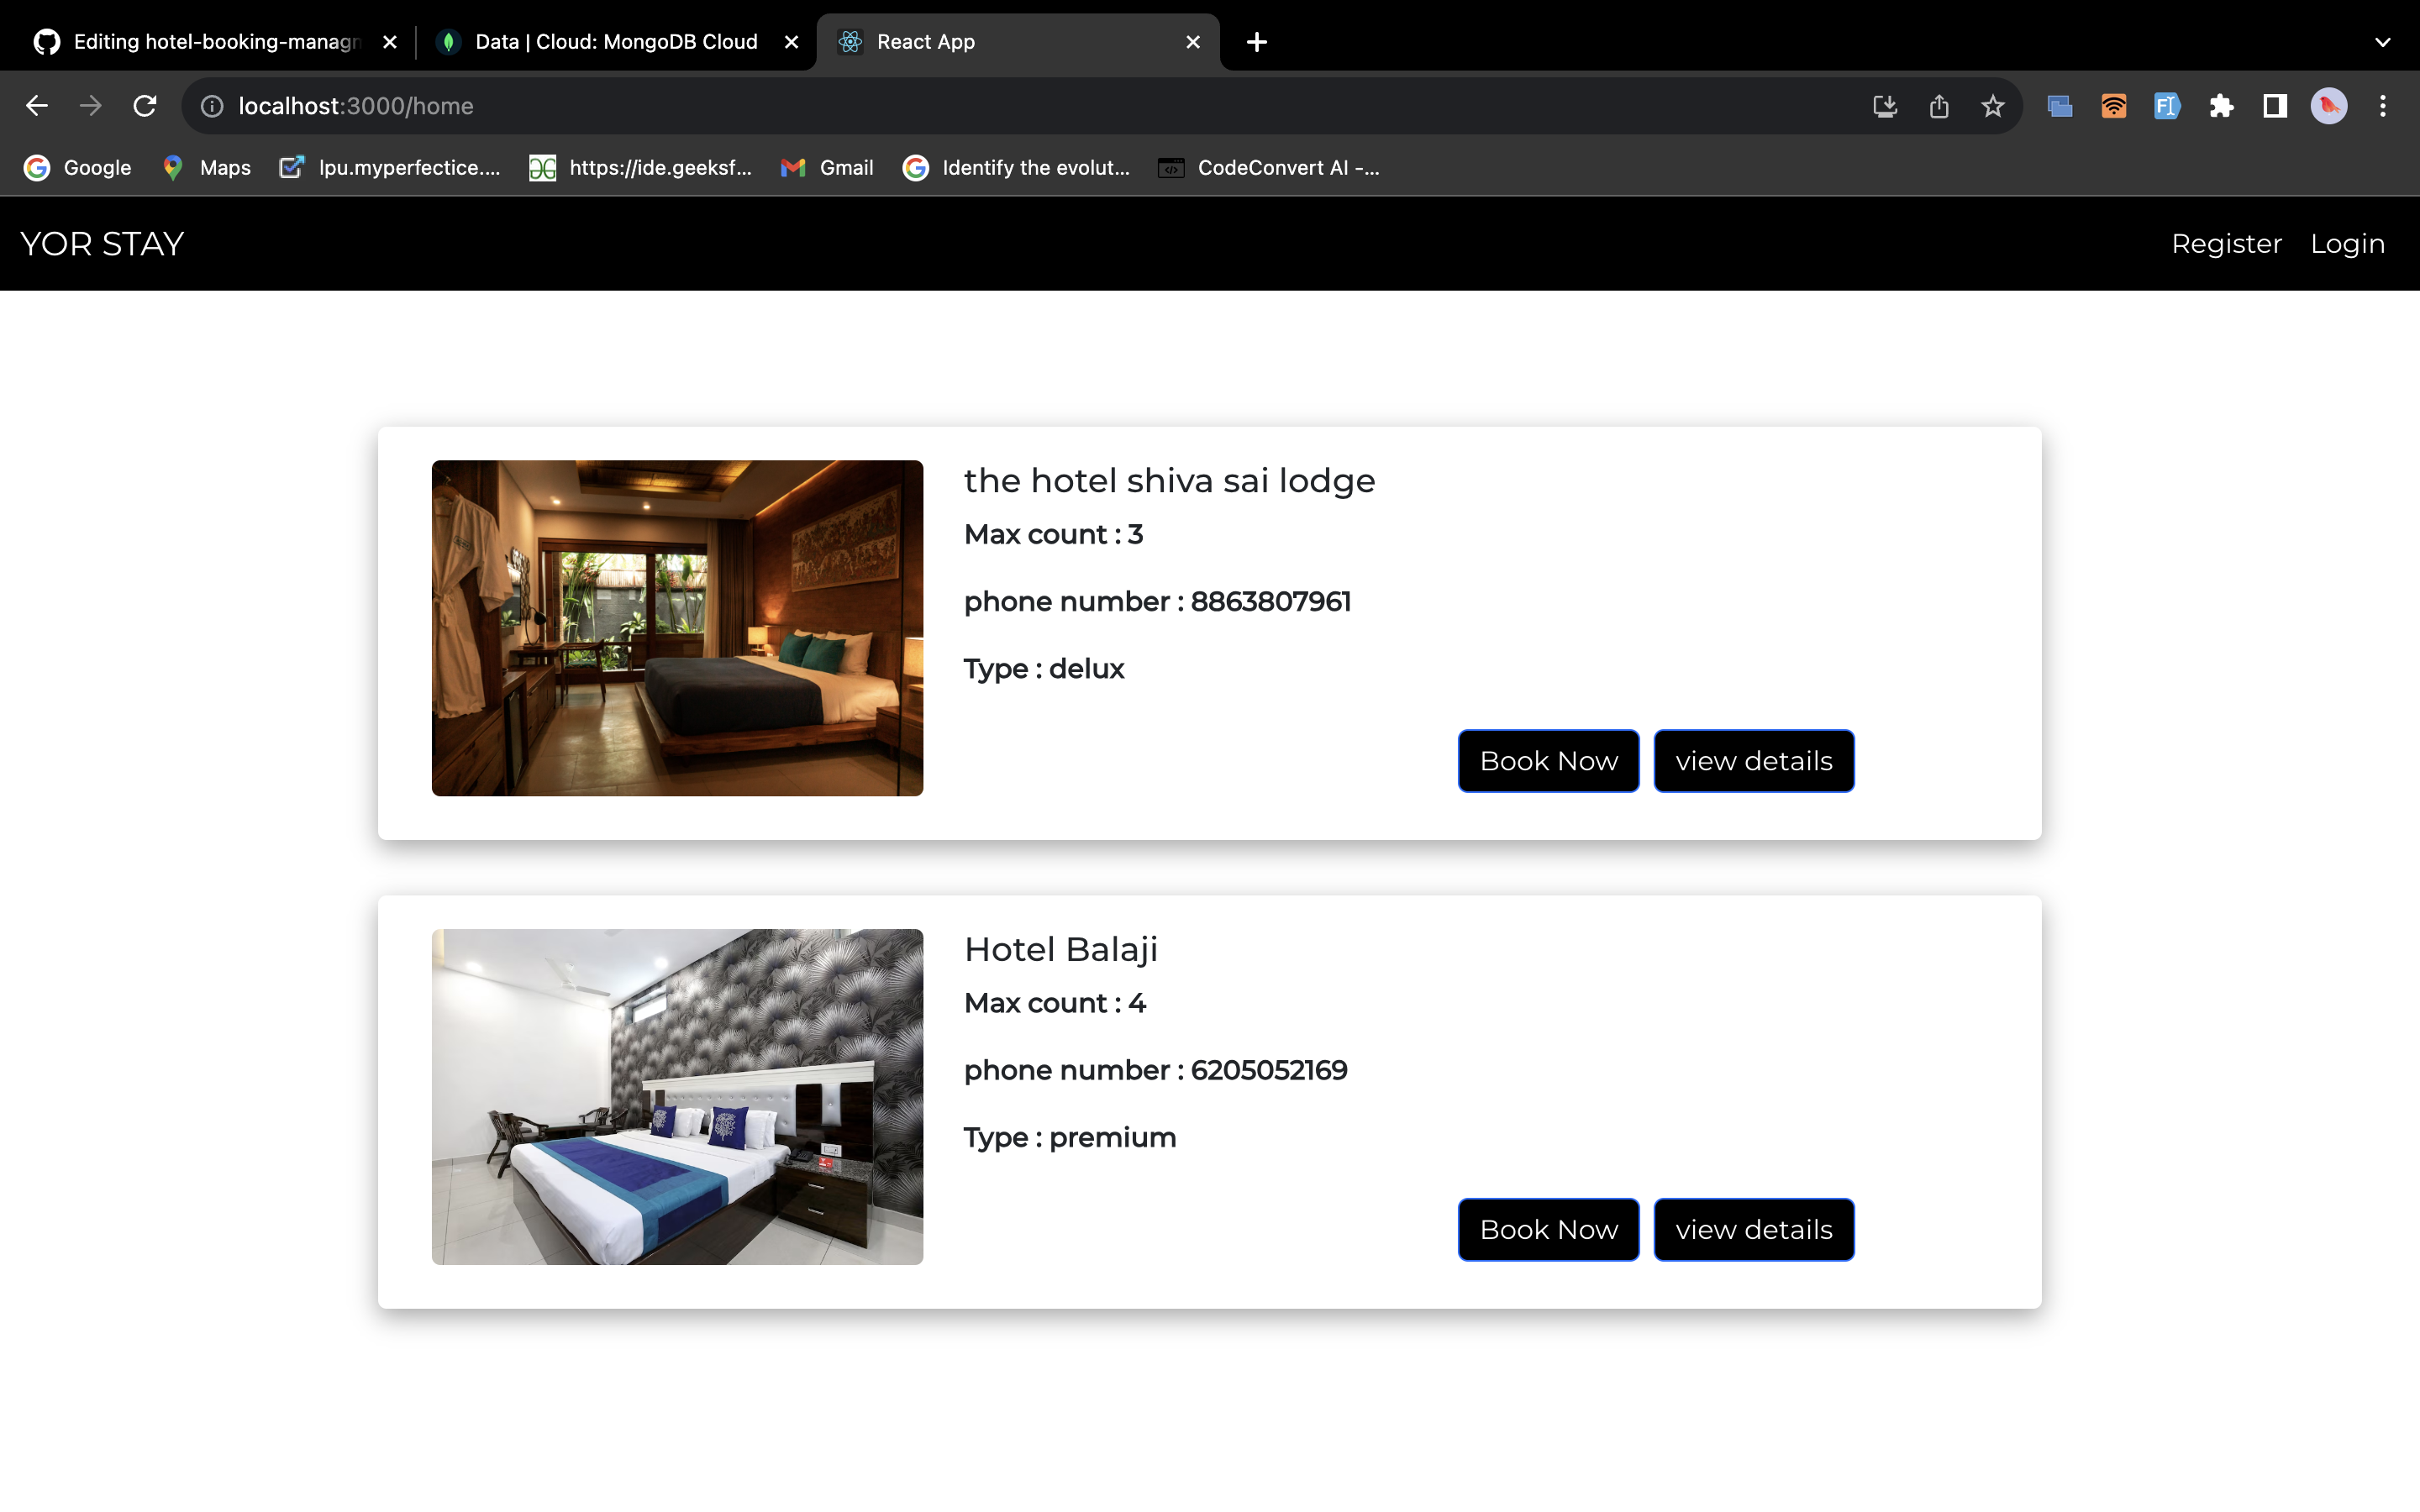 Editing hotel-booking-managm
Data | Cloud: MongoDB Cloud
React App
localhost:3000/home
Google
Maps
lpu.myperfectice....
https://ide.geeksf...
Gmail
Identify the evolut...
CodeConvert AI -...
YOR STAY
Register
Login
the hotel shiva sai lodge
Max count : 3
phone number : 8863807961
Type : delux
Book Now
view details
Hotel Balaji
Max count : 4
phone number : 6205052169
Type : premium
Book Now
view details